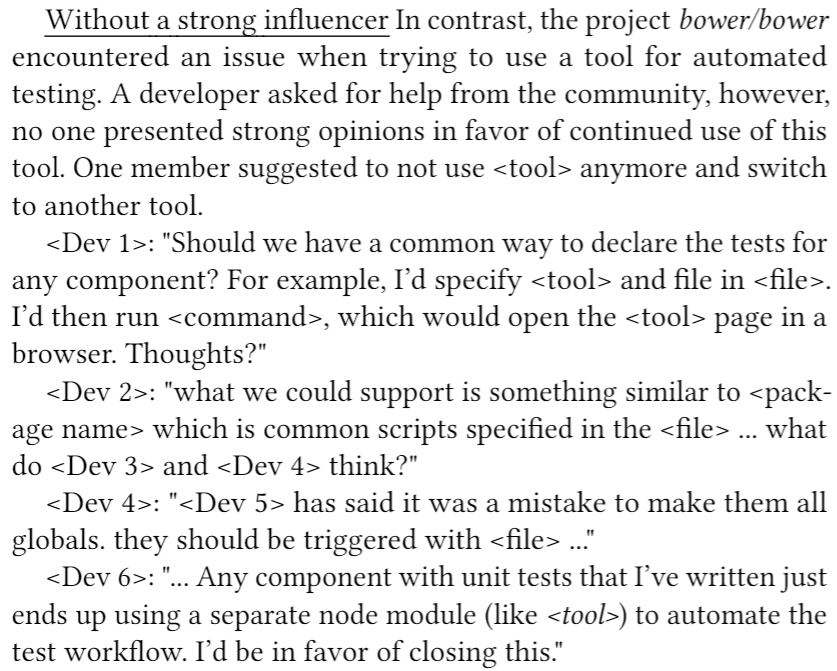 Without a strong influencer In contrast, the project bower/bower
encountered an issue when trying to use a tool for automated
testing. A developer asked for help from the community, however,
no one presented strong opinions in favor of continued use of this
tool. One member suggested to not use <tool> anymore and switch
to another tool.
<Dev 1>: "Should we have a common way to declare the tests for
any component? For example, I'd specify <tool> and file in <file>.
I'd then run <command>, which would open the <tool> page in a
browser. Thoughts?"
<Dev 2>: "what we could support is something similar to <pack-
age name> which is common scripts specified in the <file> ... what
do <Dev 3> and <Dev 4> think?"
<Dev 4>: "<Dev 5> has said it was a mistake to make them all
globals. they should be triggered with <file> ..."
<Dev 6>: "... Any component with unit tests that I've written just
ends up using a separate node module (like <tool>) to automate the
test workflow. I'd be in favor of closing this."